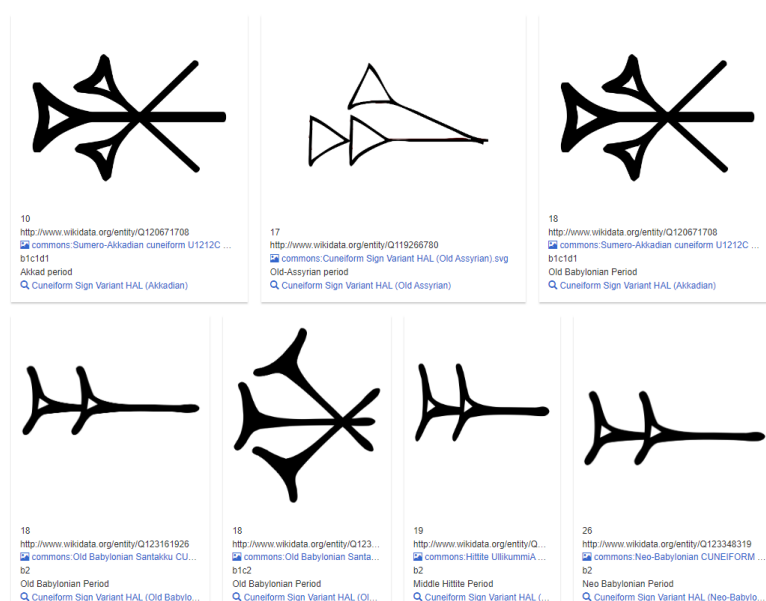 10
http://www.wikidata.org/entity/Q120671708
commons:Sumero-Akkadian cuneiform U1212C ...
b1c1d1
Akkad period
Cuneiform Sign Variant HAL (Akkadian)
17
http://www.wikidata.org/entity/Q119266780
commons:Cuneiform Sign Variant HAL (Old Assyrian).svg
Old-Assyrian period
Cuneiform Sign Variant HAL (Old Assyrian)
18
http://www.wikidata.org/entity/Q120671708
commons:Sumero-Akkadian cuneiform U1212C ...
b1c1d1
Old Babylonian Period
Cuneiform Sign Variant HAL (Akkadian)
18
http://www.wikidata.org/entity/Q123161926
commons:Old Babylonian Santakku CU...
b2
Old Babylonian Period
Cuneiform Sign Variant HAL (Old Babylo...
18
http://www.wikidata.org/entity/Q123...
commons:Old Babylonian Santa...
b1c2
Old Babylonian Period
Cuneiform Sign Variant HAL (Ol...
19
http://www.wikidata.org/entity/Q...
commons:Hittite UllikummiA ...
b2
Middle Hittite Period
Cuneiform Sign Variant HAL (...
26
http://www.wikidata.org/entity/Q123348319
commons:Neo-Babylonian CUNEIFORM ...
b2
Neo Babylonian Period
Cuneiform Sign Variant HAL (Neo-Babylo...